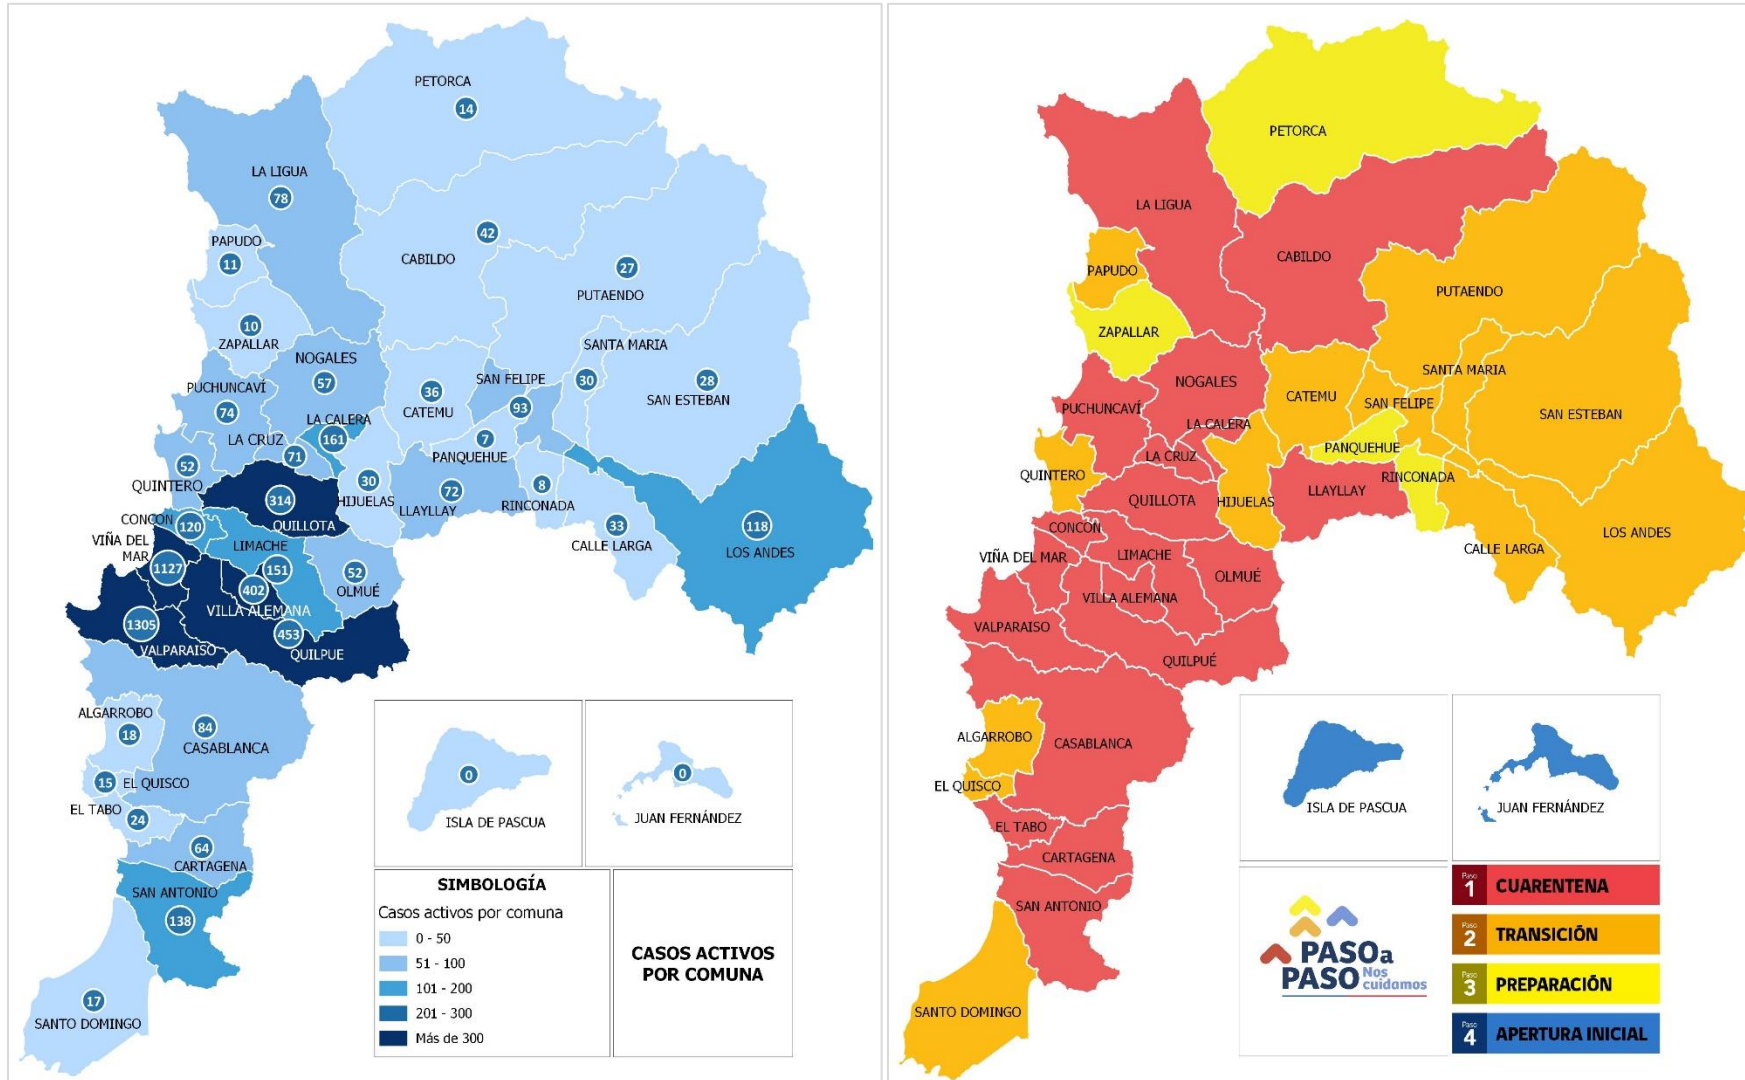 PETORCA
14
LA LIGUA
78
PAPUDO
11
42
CABILDO
27
PUTAENDO
10
ZAPALLAR
NOGALES
57
SANTA MARIA
30
SAN FELIPE
93
28
SAN ESTEBAN
PUCHUNCAVÍ
74
36
CATEMU
LA CALERA
161
LA CRUZ
71
7
PANQUEHUE
52
QUINTERO
30
HIJUELAS
72
LLAYLLAY
8
RINCONADA
314
QUILLOTA
33
CALLE LARGA
118
LOS ANDES
CONCÓN
120
VIÑA DEL
MAR
1127
LIMACHE
151
52
OLMUÉ
402
VILLA ALEMANA
1305
VALPARAISO
453
QUILPUE
ALGARROBO
18
84
CASABLANCA
15
EL QUISCO
EL TABO
24
64
CARTAGENA
SAN ANTONIO
138
17
SANTO DOMINGO
0
ISLA DE PASCUA
0
JUAN FERNÁNDEZ
SIMBOLOGÍA
Casos activos por comuna
0 - 50
51 - 100
101 - 200
201 - 300
Más de 300
CASOS ACTIVOS
POR COMUNA
PETORCA
LA LIGUA
CABILDO
PAPUDO
PUTAENDO
ZAPALLAR
SANTA MARIA
NOGALES
CATEMU
SAN FELIPE
SAN ESTEBAN
PUCHUNCAVÍ
LA CALERA
PANQUEHUE
LA CRUZ
QUINTERO
RINCONADA
LLAYLLAY
HIJUELAS
QUILLOTA
LOS ANDES
CONCÓN
CALLE LARGA
VIÑA DEL MAR
LIMACHE
OLMUÉ
VILLA ALEMANA
VALPARAISO
QUILPUÉ
ALGARROBO
CASABLANCA
EL QUISCO
EL TABO
CARTAGENA
SAN ANTONIO
SANTO DOMINGO
ISLA DE PASCUA
JUAN FERNÁNDEZ
PASO a
PASO Nos
cuidamos
Paso
1 CUARENTENA
Paso
2 TRANSICIÓN
Paso
3 PREPARACIÓN
Paso
4 APERTURA INICIAL